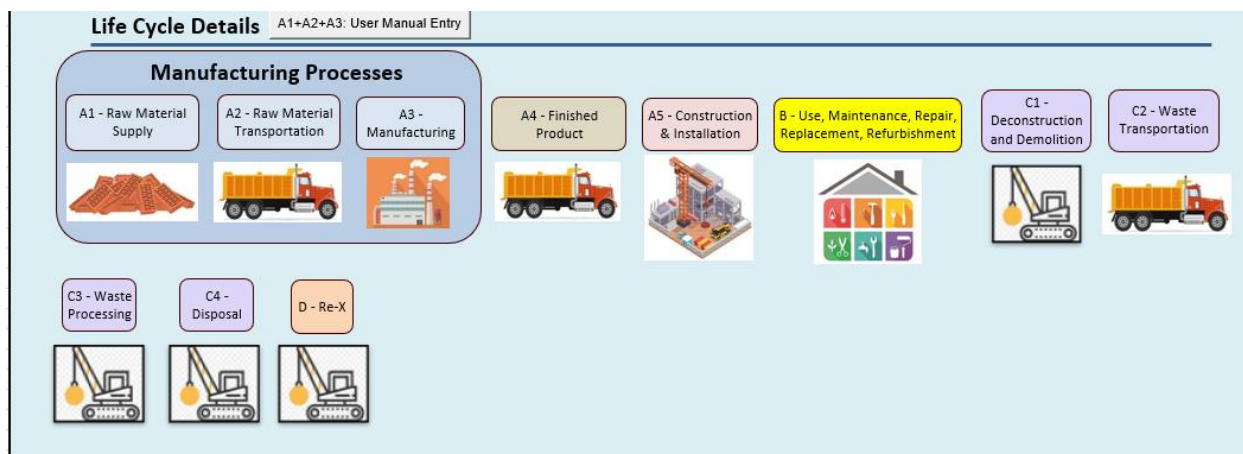 Life Cycle Details
A1+A2+A3: User Manual Entry
Manufacturing Processes
A1 - Raw Material
Supply
A2 - Raw Material
Transportation
A3 -
Manufacturing
A4 - Finished
Product
A5 - Construction
& Installation
B - Use, Maintenance, Repair,
Replacement, Refurbishment
C1 -
Deconstruction
and Demolition
C2 - Waste
Transportation
C3 - Waste
Processing
C4 -
Disposal
D - Re-X